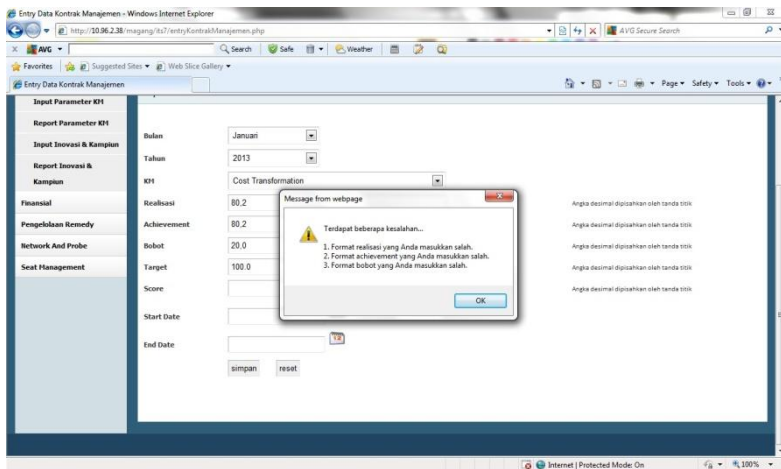 Entry Data Kontrak Manajemen - Windows Internet Explorer
http://10.96.2.38/magang/its7/entryKontrakManajemen.php
AVG Secure Search
AVG
Search
Safe
Weather
Favorites
Suggested Sites
Web Slice Gallery
Entry Data Kontrak Manajemen
Page
Safety
Tools
Input Parameter KM
Report Parameter KM
Input Inovasi & Kampiun
Report Inovasi &
Kampiun
Finansial
Pengelolaan Remedy
Network And Probe
Seat Management
Bulan Januari
Tahun 2013
KM Cost Transformation
Realisasi 80,2 Angka desimal dipisahkan oleh tanda titik
Achievement 80,2 Angka desimal dipisahkan oleh tanda titik
Bobot 20,0 Angka desimal dipisahkan oleh tanda titik
Target 100.0 Angka desimal dipisahkan oleh tanda titik
Score Angka desimal dipisahkan oleh tanda titik
Start Date
End Date
12
simpan reset
Message from webpage
Terdapat beberapa kesalahan...
1. Format realisasi yang Anda masukkan salah.
2. Format achievement yang Anda masukkan salah.
3. Format bobot yang Anda masukkan salah.
OK
Internet | Protected Mode: On
100%